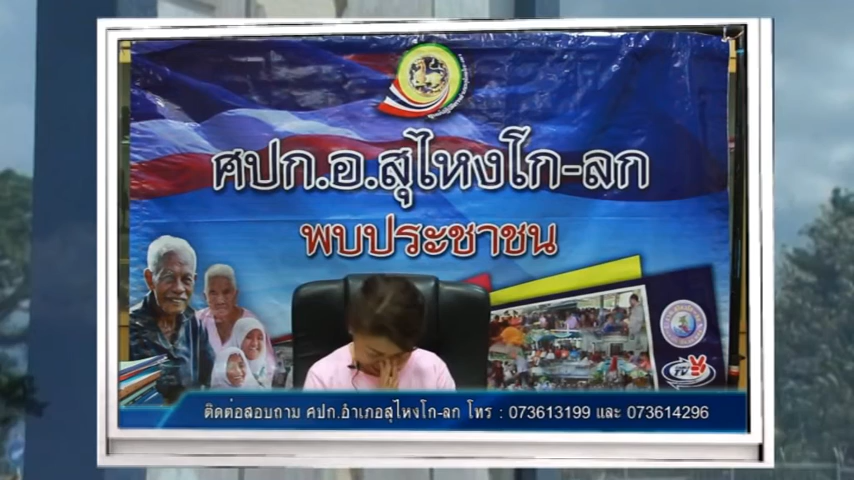 ศปก.อ.สุไหงโก-ลก
พบประชาชน
TV
ติดต่อสอบถาม ศปก.อำเภอสุไหงโก-ลก โทร : 073613199 และ 073614296